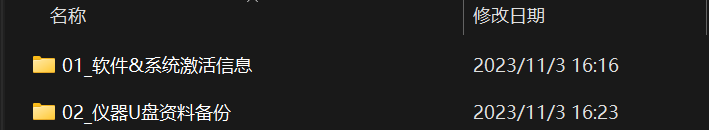 名称 修改日期
01_软件&系统激活信息 2023/11/3 16:16
02_仪器U盘资料备份 2023/11/3 16:23